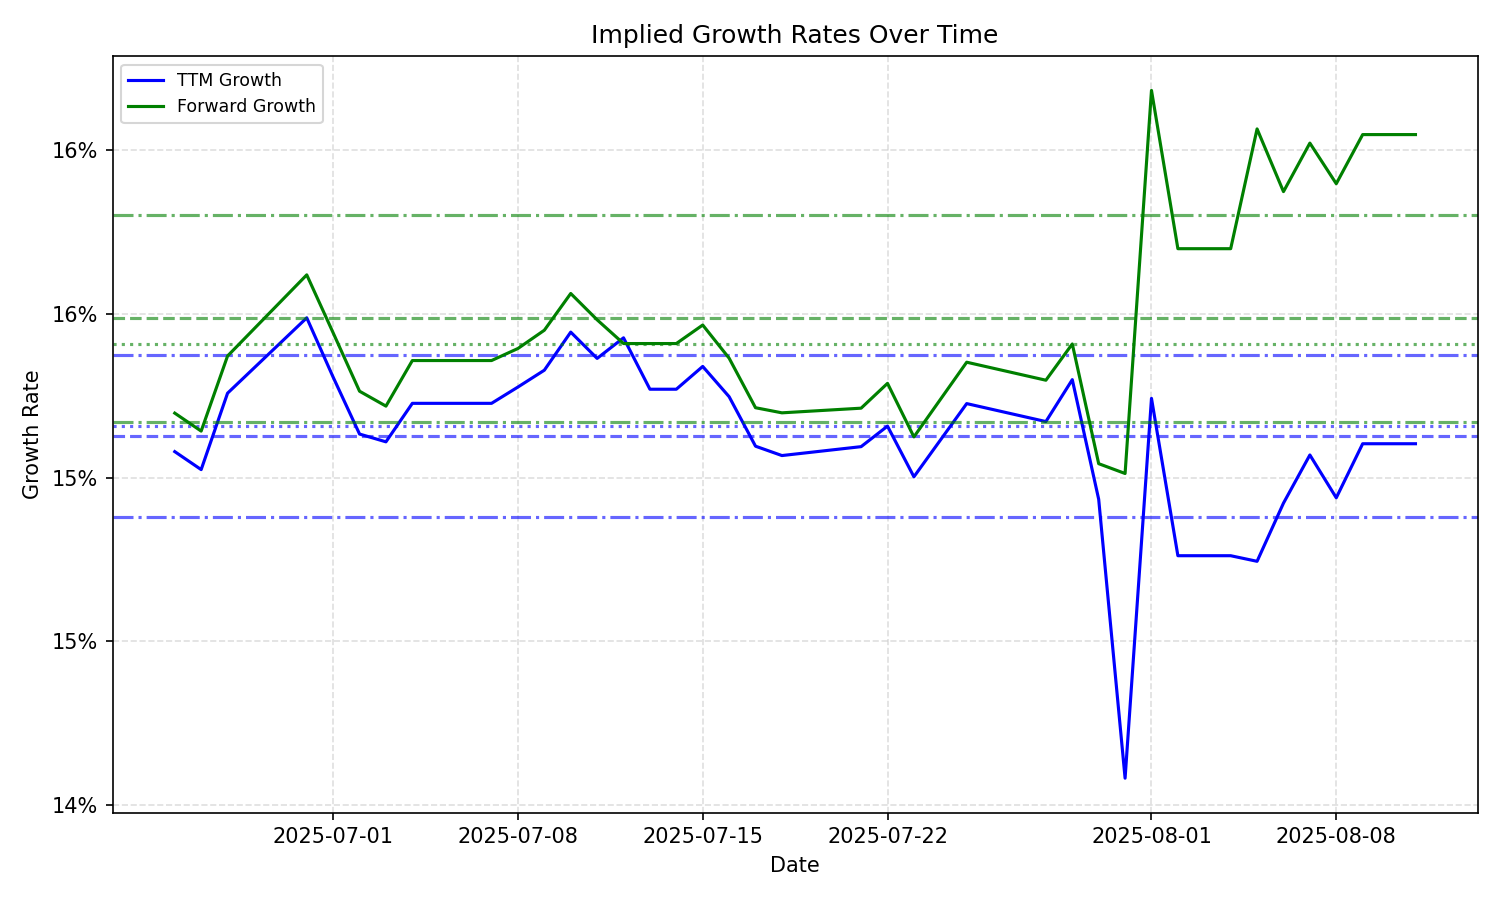 Implied Growth Rates Over Time
TTM Growth
Forward Growth
16%
16%
15%
15%
14%
Growth Rate
2025-07-01
2025-07-08
2025-07-15
2025-07-22
2025-08-01
2025-08-08
Date